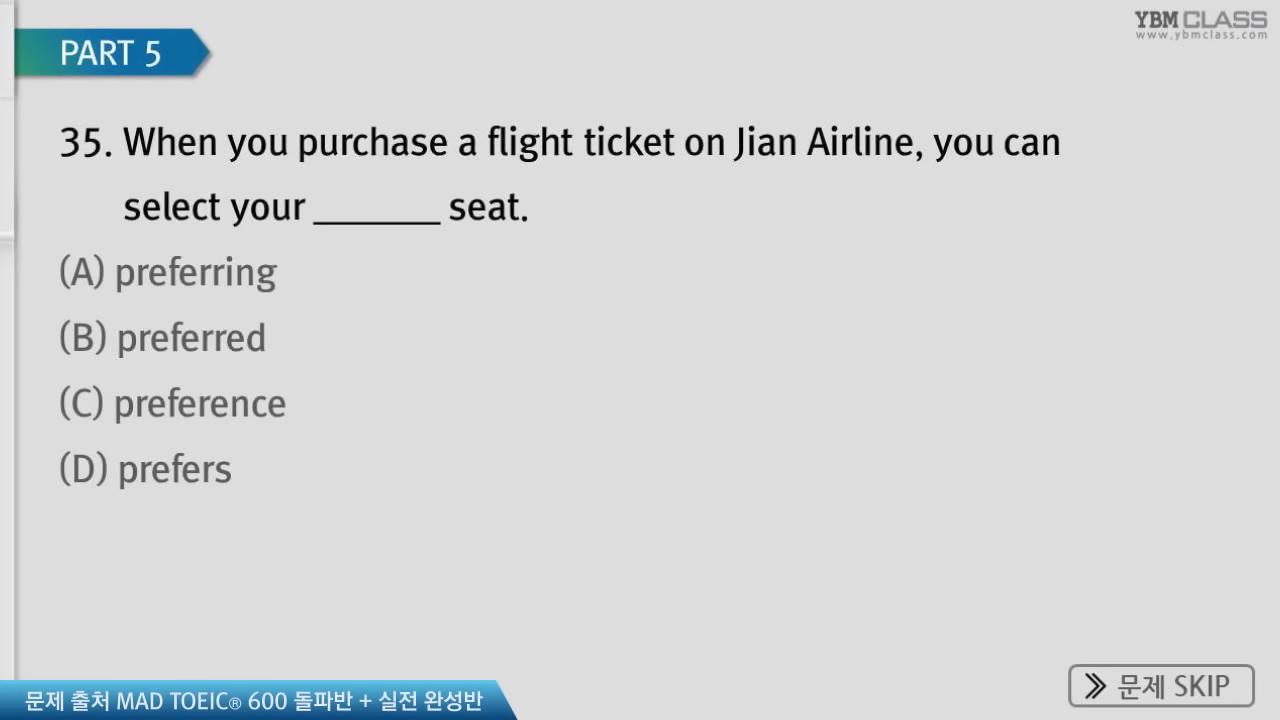 YBM CLASS
www.ybmclass.com
PART 5
35. When you purchase a flight ticket on Jian Airline, you can
select your ______ seat.
(A) preferring
(B) preferred
(C) preference
(D) prefers
문제 SKIP
문제 출처 MAD TOEIC® 600 돌파반 + 실전 완성반